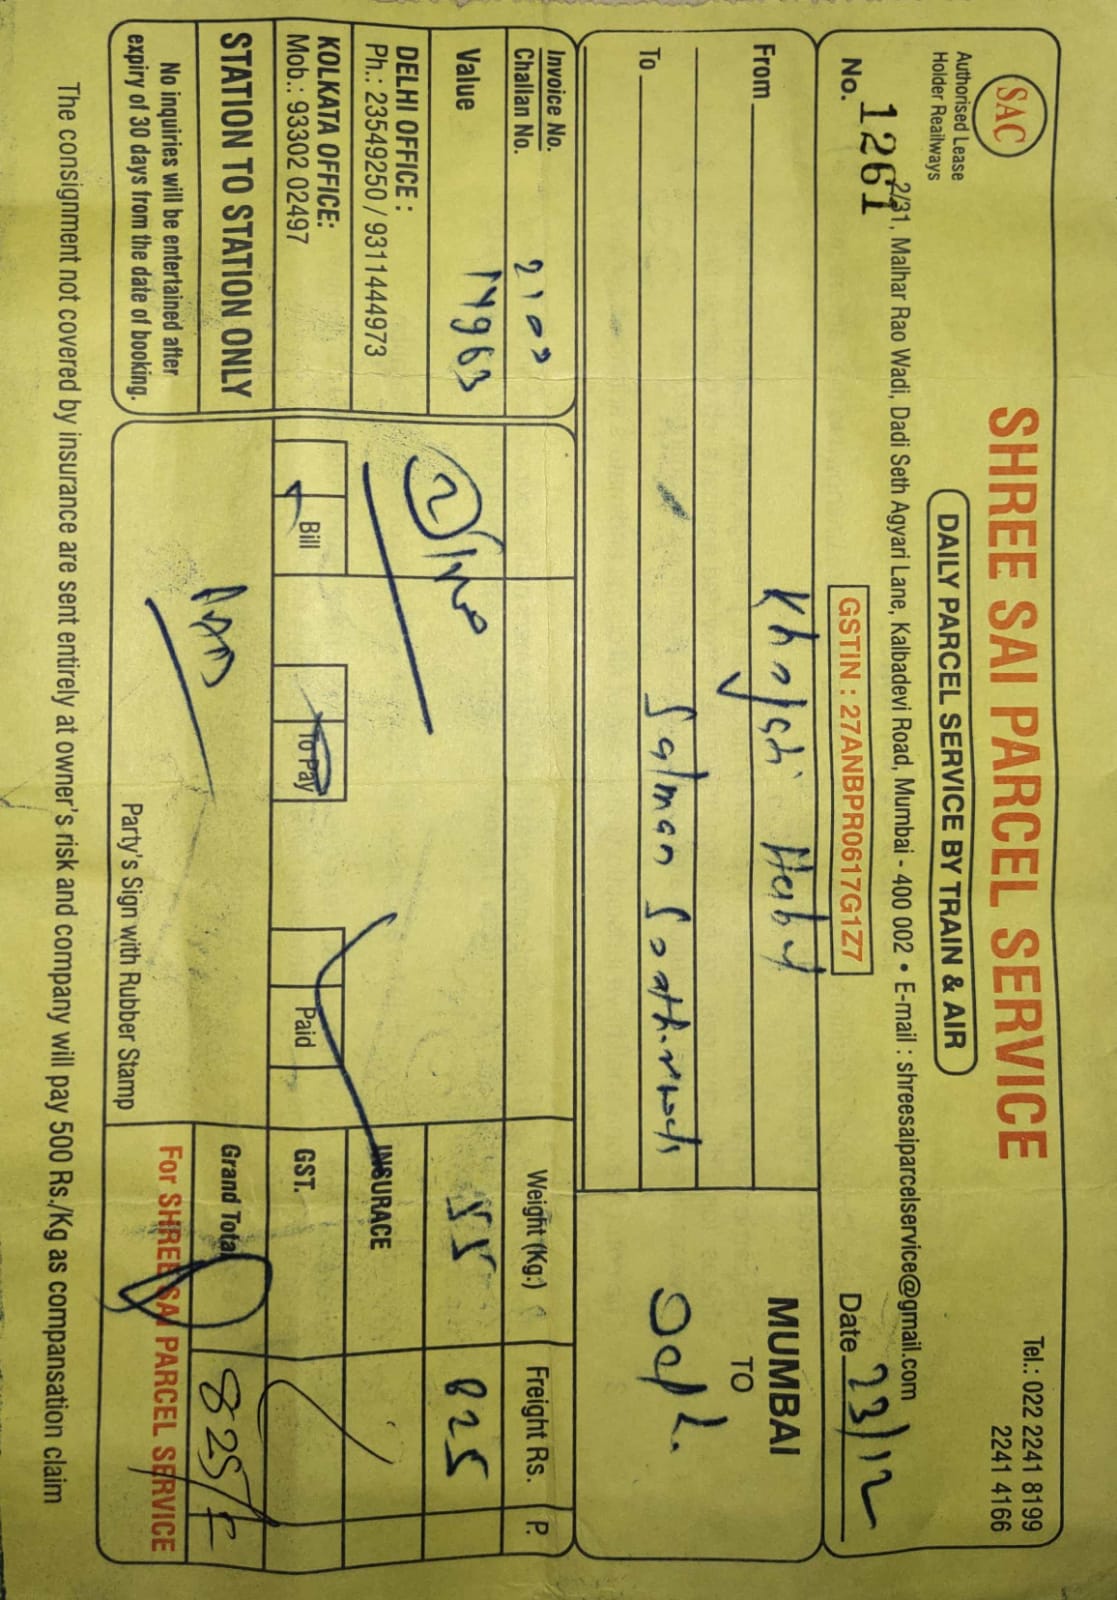 SHREE SAI PARCEL SERVICE
Tel.: 022 2241 8199
2241 4166
SAC
Authorised Lease
Holder Reailways
DAILY PARCEL SERVICE BY TRAIN & AIR
2/31, Malhar Rao Wadi, Dadi Seth Agyari Lane, Kalbadevi Road, Mumbai - 400 002 • E-mail : shreesaiparcelservice@gmail.com
No. 1261
GSTIN : 27ANBPR0617G1Z7
Date 23/12
From
MUMBAI
TO
To Salman
Invoice No.
Challan No. 2100
Weight (Kg.)
Freight Rs.
P.
Value 14963
55
825
DELHI OFFICE :
Ph.: 23549250 / 9311444973
INSURACE
KOLKATA OFFICE:
Mob.: 93302 02497
Bill
To Pay
Paid
GST.
STATION TO STATION ONLY
Grand Total
825/-
No inquiries will be entertained after
expiry of 30 days from the date of booking.
Party's Sign with Rubber Stamp
For SHREE SAI PARCEL SERVICE
The consignment not covered by insurance are sent entirely at owner's risk and company will pay 500 Rs./Kg as compansation claim